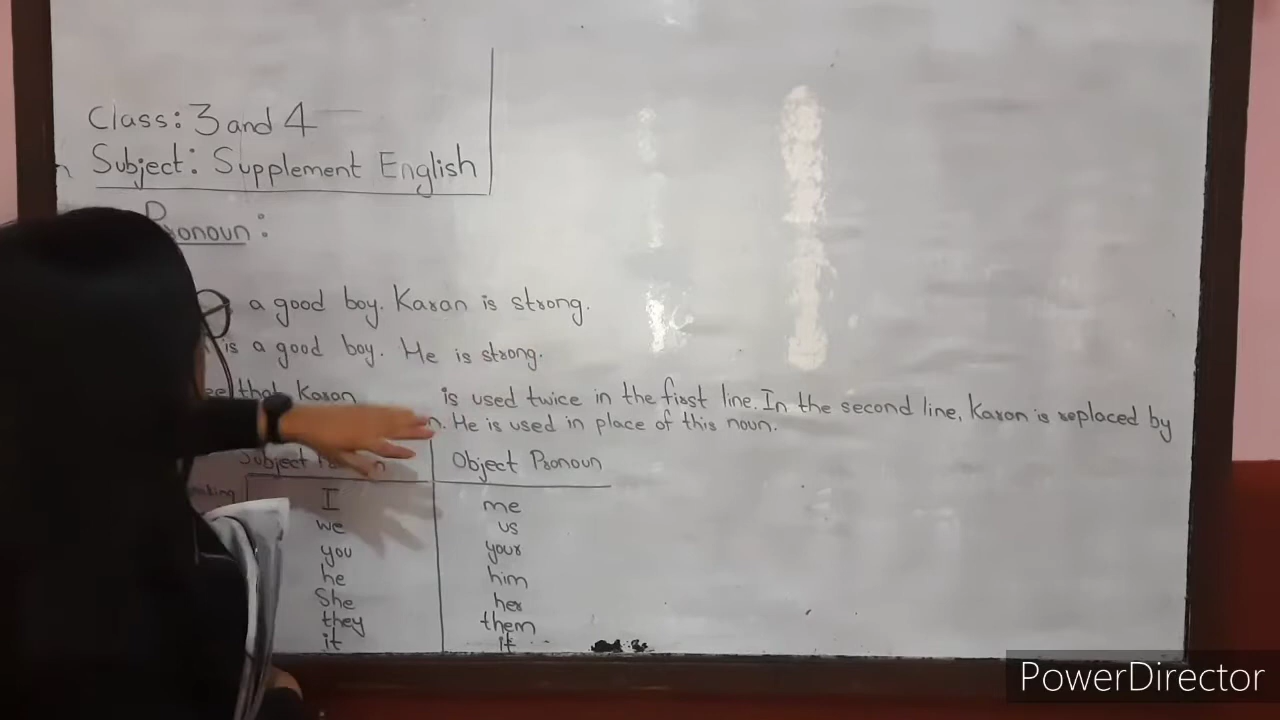 Class: 3 and 4
Subject: Supplement English
Pronoun:
a good boy. Karan is strong.
is a good boy. He is strong.
that Karan is used twice in the first line. In the second line, Karan is replaced by
He is used in place of this noun.
Subject Object Pronoun
I me
we us
you your
he him
She her
they them
it it
PowerDirector